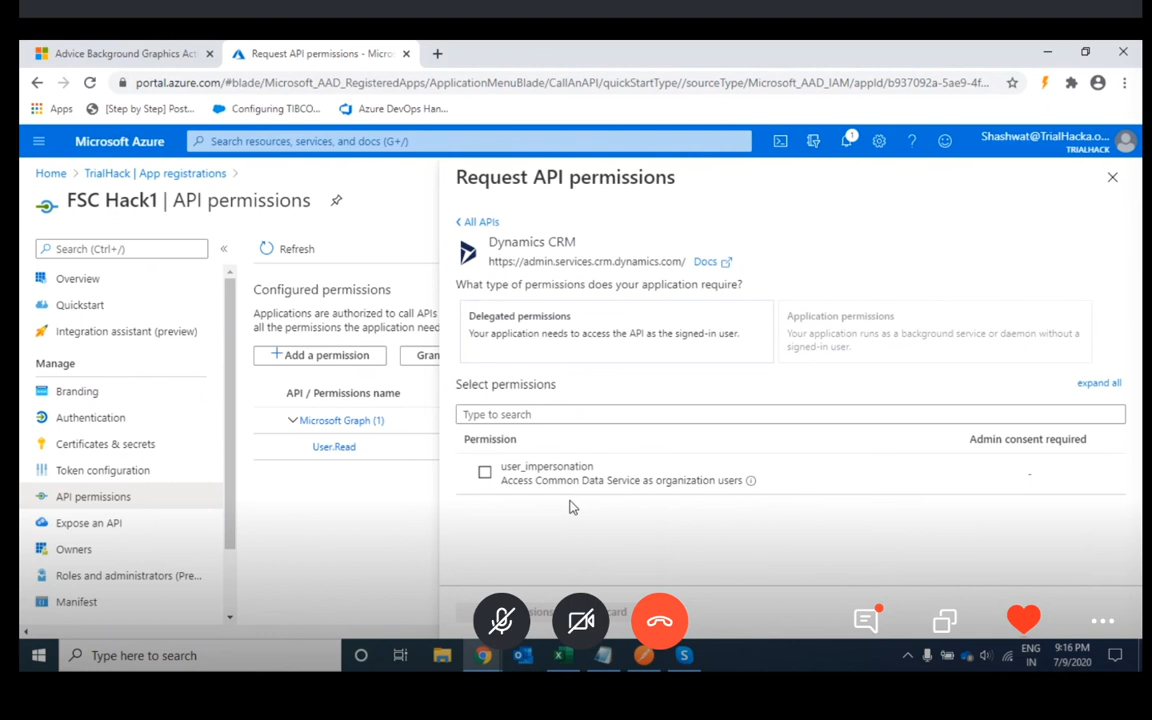 Advice Background Graphics Act
Request API permissions - Micro
portal.azure.com/#blade/Microsoft_AAD_RegisteredApps/ApplicationMenuBlade/CallAnAPI/quickStartType//sourceType/Microsoft_AAD_IAM/appId/b937092a-5ae9-4f...
Apps
[Step by Step] Post...
Configuring TIBCO...
Azure DevOps Han...
Microsoft Azure
Search resources, services, and docs (G+/)
1
Shashwat@TrialHacka.o...
TRIALHACK
Home > TrialHack | App registrations >
FSC Hack1 | API permissions
Search (Ctrl+/)
«
Overview
Quickstart
Integration assistant (preview)
Manage
Branding
Authentication
Certificates & secrets
Token configuration
API permissions
Expose an API
Owners
Roles and administrators (Pre...
Manifest
Refresh
Configured permissions
Applications are authorized to call APIs
all the permissions the application need
Add a permission
Gran
API / Permissions name
Microsoft Graph (1)
User.Read
Request API permissions
All APIs
Dynamics CRM
https://admin.services.crm.dynamics.com/ Docs
What type of permissions does your application require?
Delegated permissions
Your application needs to access the API as the signed-in user.
Application permissions
Your application runs as a background service or daemon without a
signed-in user.
Select permissions
expand all
Type to search
Permission
Admin consent required
user_impersonation
Access Common Data Service as organization users
-
Type here to search
ENG
IN
9:16 PM
7/9/2020